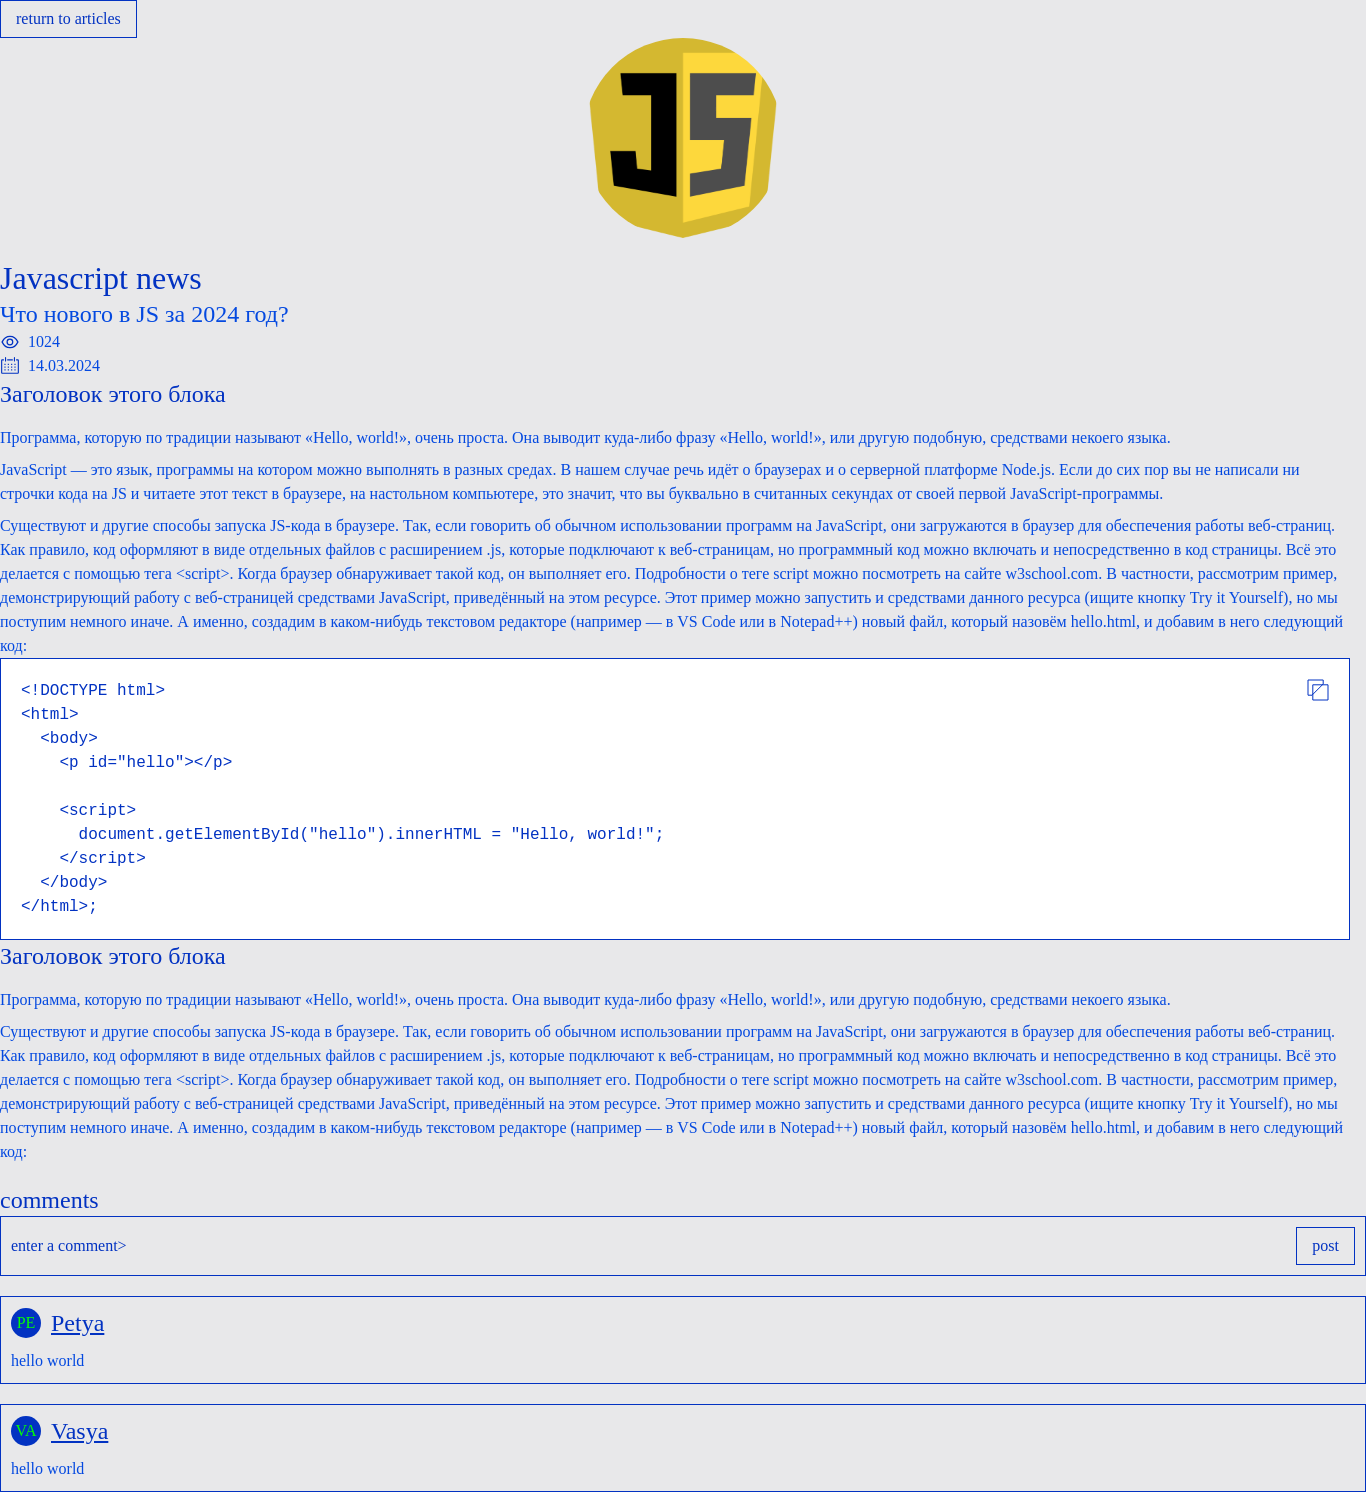 return to articles
JS
Javascript news
Что нового в JS за 2024 год?
1024
14.03.2024
Заголовок этого блока
Программа, которую по традиции называют «Hello, world!», очень проста. Она выводит куда-либо фразу «Hello, world!», или другую подобную, средствами некоего языка.
JavaScript — это язык, программы на котором можно выполнять в разных средах. В нашем случае речь идёт о браузерах и о серверной платформе Node.js. Если до сих пор вы не написали ни
строчки кода на JS и читаете этот текст в браузере, на настольном компьютере, это значит, что вы буквально в считанных секундах от своей первой JavaScript-программы.
Существуют и другие способы запуска JS-кода в браузере. Так, если говорить об обычном использовании программ на JavaScript, они загружаются в браузер для обеспечения работы веб-страниц.
Как правило, код оформляют в виде отдельных файлов с расширением .js, которые подключают к веб-страницам, но программный код можно включать и непосредственно в код страницы. Всё это
делается с помощью тега <script>. Когда браузер обнаруживает такой код, он выполняет его. Подробности о теге script можно посмотреть на сайте w3school.com. В частности, рассмотрим пример,
демонстрирующий работу с веб-страницей средствами JavaScript, приведённый на этом ресурсе. Этот пример можно запустить и средствами данного ресурса (ищите кнопку Try it Yourself), но мы
поступим немного иначе. А именно, создадим в каком-нибудь текстовом редакторе (например — в VS Code или в Notepad++) новый файл, который назовём hello.html, и добавим в него следующий
код:
<!DOCTYPE html>
<html>
  <body>
    <p id="hello"></p>

    <script>
      document.getElementById("hello").innerHTML = "Hello, world!";
    </script>
  </body>
</html>;
Заголовок этого блока
Программа, которую по традиции называют «Hello, world!», очень проста. Она выводит куда-либо фразу «Hello, world!», или другую подобную, средствами некоего языка.
Существуют и другие способы запуска JS-кода в браузере. Так, если говорить об обычном использовании программ на JavaScript, они загружаются в браузер для обеспечения работы веб-страниц.
Как правило, код оформляют в виде отдельных файлов с расширением .js, которые подключают к веб-страницам, но программный код можно включать и непосредственно в код страницы. Всё это
делается с помощью тега <script>. Когда браузер обнаруживает такой код, он выполняет его. Подробности о теге script можно посмотреть на сайте w3school.com. В частности, рассмотрим пример,
демонстрирующий работу с веб-страницей средствами JavaScript, приведённый на этом ресурсе. Этот пример можно запустить и средствами данного ресурса (ищите кнопку Try it Yourself), но мы
поступим немного иначе. А именно, создадим в каком-нибудь текстовом редакторе (например — в VS Code или в Notepad++) новый файл, который назовём hello.html, и добавим в него следующий
код:
comments
enter a comment>
post
PE Petya
hello world
VA Vasya
hello world